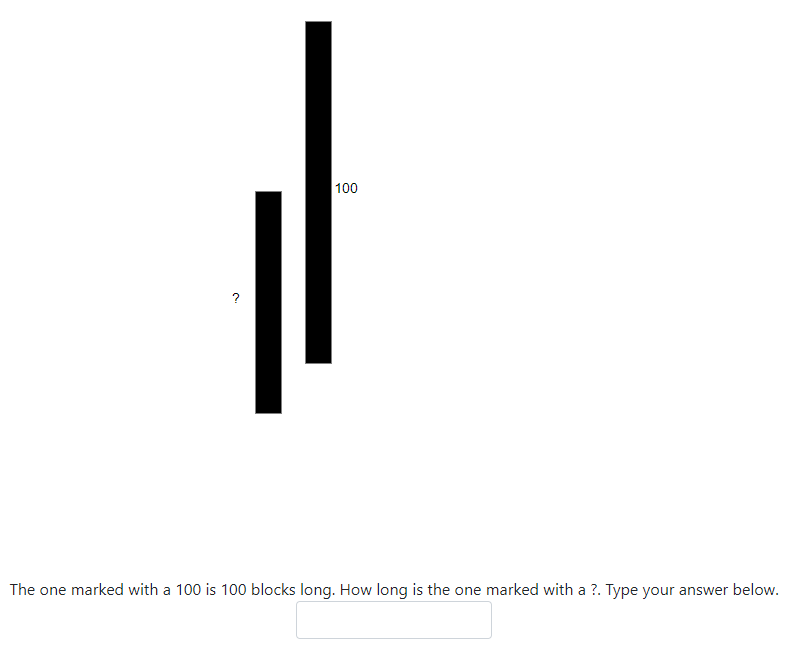 100
?
The one marked with a 100 is 100 blocks long. How long is the one marked with a ?. Type your answer below.